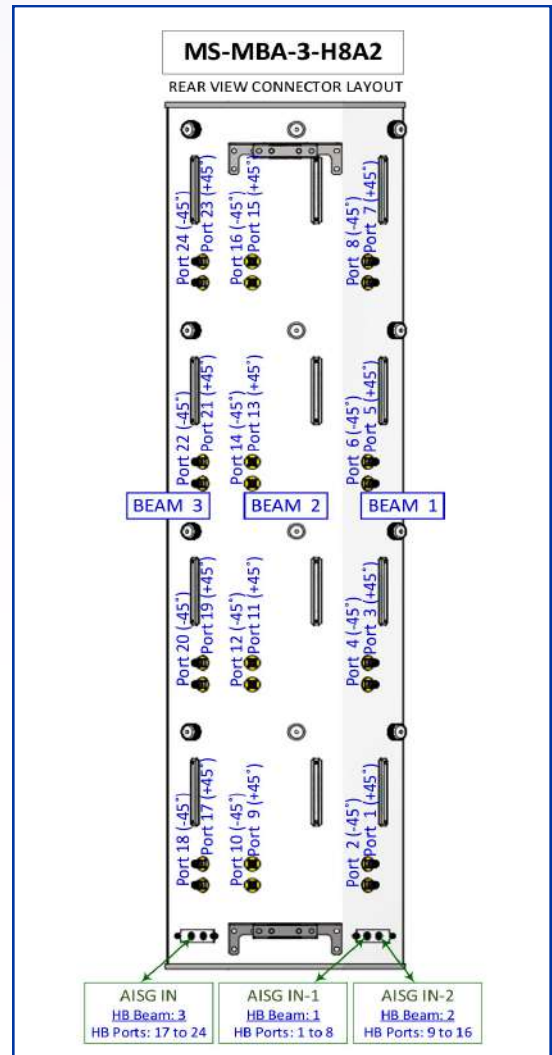 MS-MBA-3-H8A2
REAR VIEW CONNECTOR LAYOUT
Port 24 (-45°)
Port 23 (+45°)
Port 16 (-45°)
Port 15 (+45°)
Port 8 (-45°)
Port 7 (+45°)
Port 22 (-45°)
Port 21 (+45°)
Port 14 (-45°)
Port 13 (+45°)
Port 6 (-45°)
Port 5 (+45°)
BEAM 3
BEAM 2
BEAM 1
Port 20 (-45°)
Port 19 (+45°)
Port 12 (-45°)
Port 11 (+45°)
Port 4 (-45°)
Port 3 (+45°)
Port 18 (-45°)
Port 17 (+45°)
Port 10 (-45°)
Port 9 (+45°)
Port 2 (-45°)
Port 1 (+45°)
AISG IN
HB Beam: 3
HB Ports: 17 to 24
AISG IN-1
HB Beam: 1
HB Ports: 1 to 8
AISG IN-2
HB Beam: 2
HB Ports: 9 to 16